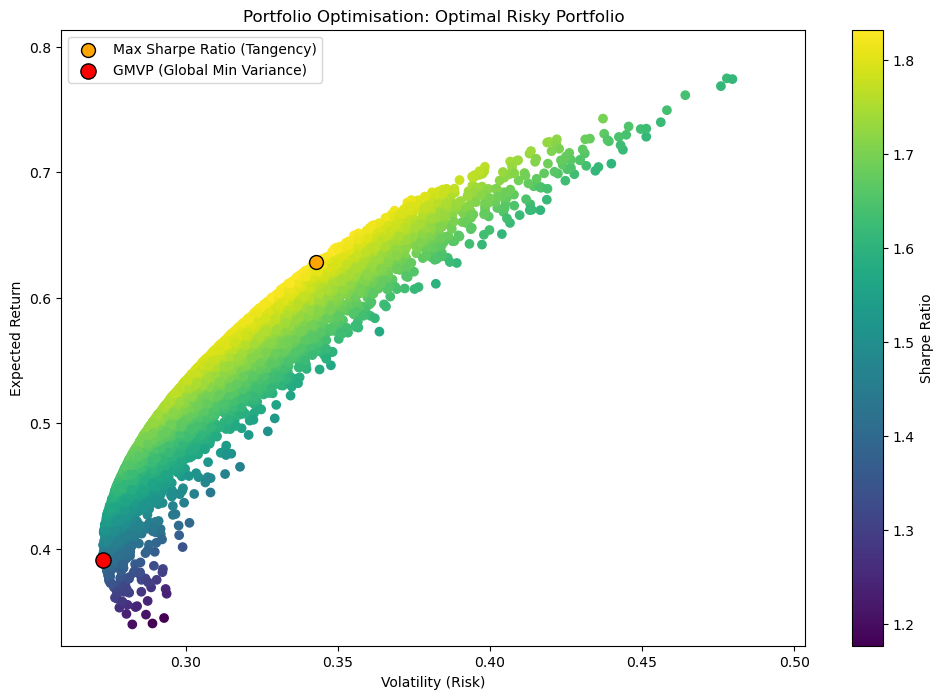 Portfolio Optimisation: Optimal Risky Portfolio
Max Sharpe Ratio (Tangency)
GMVP (Global Min Variance)
Expected Return
0.8
0.7
0.6
0.5
0.4
0.30
0.35
0.40
0.45
0.50
Volatility (Risk)
1.8
1.7
1.6
1.5
1.4
1.3
1.2
Sharpe Ratio